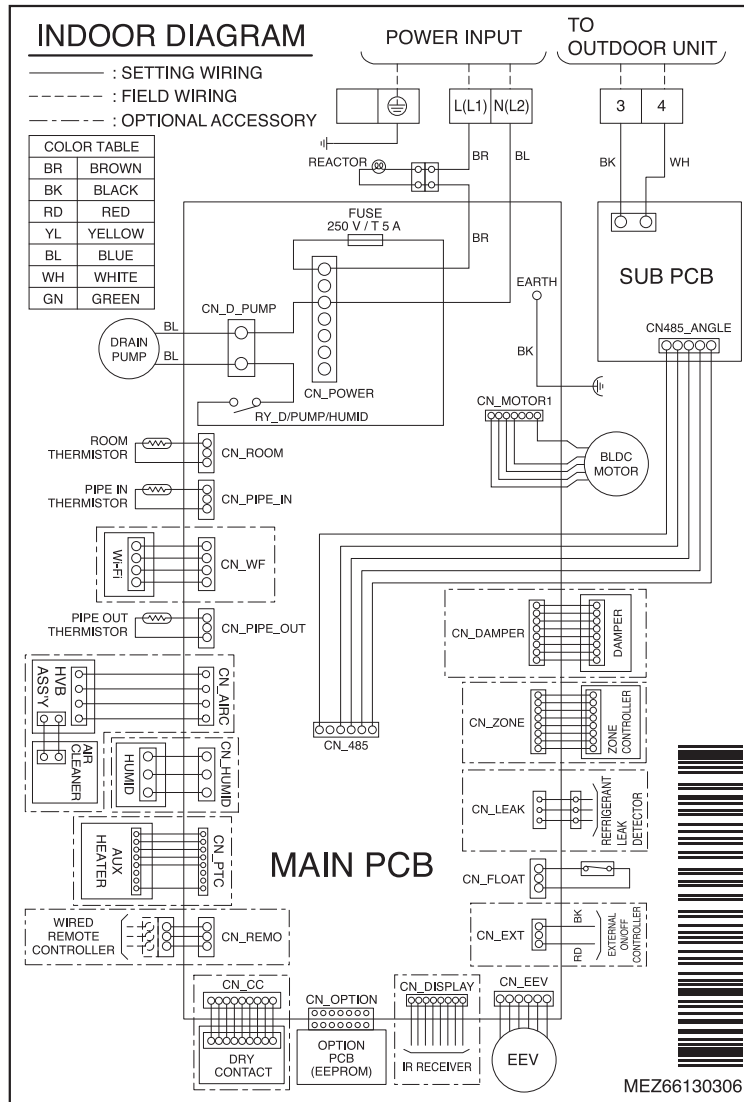 INDOOR DIAGRAM
: SETTING WIRING
: FIELD WIRING
: OPTIONAL ACCESSORY
COLOR TABLE
BR BROWN
BK BLACK
RD RED
YL YELLOW
BL BLUE
WH WHITE
GN GREEN
POWER INPUT
TO
OUTDOOR UNIT
L(L1) N(L2)
3 4
REACTOR
BR
BL
BK
WH
FUSE
250 V / T 5 A
BR
SUB PCB
CN485_ANGLE
EARTH
BK
CN_D_PUMP
BL
BL
DRAIN
PUMP
CN_POWER
RY_D/PUMP/HUMID
CN_MOTOR1
BLDC
MOTOR
ROOM
THERMISTOR
CN_ROOM
PIPE IN
THERMISTOR
CN_PIPE_IN
Wi-Fi
CN_WF
PIPE OUT
THERMISTOR
CN_PIPE_OUT
CN_DAMPER
DAMPER
HVB
ASS'Y
CN_AIRC
AIR
CLEANER
HUMID
CN_HUMID
CN_485
CN_ZONE
ZONE
CONTROLLER
CN_LEAK
REFRIGERANT
LEAK
DETECTOR
AUX
HEATER
CN_PTC
MAIN PCB
CN_FLOAT
WIRED
REMOTE
CONTROLLER
CN_REMO
CN_EXT
BK
RD
EXTERNAL
ON/OFF
CONTROLLER
CN_CC
DRY
CONTACT
CN_OPTION
OPTION
PCB
(EEPROM)
CN_DISPLAY
IR RECEIVER
CN_EEV
EEV
MEZ66130306